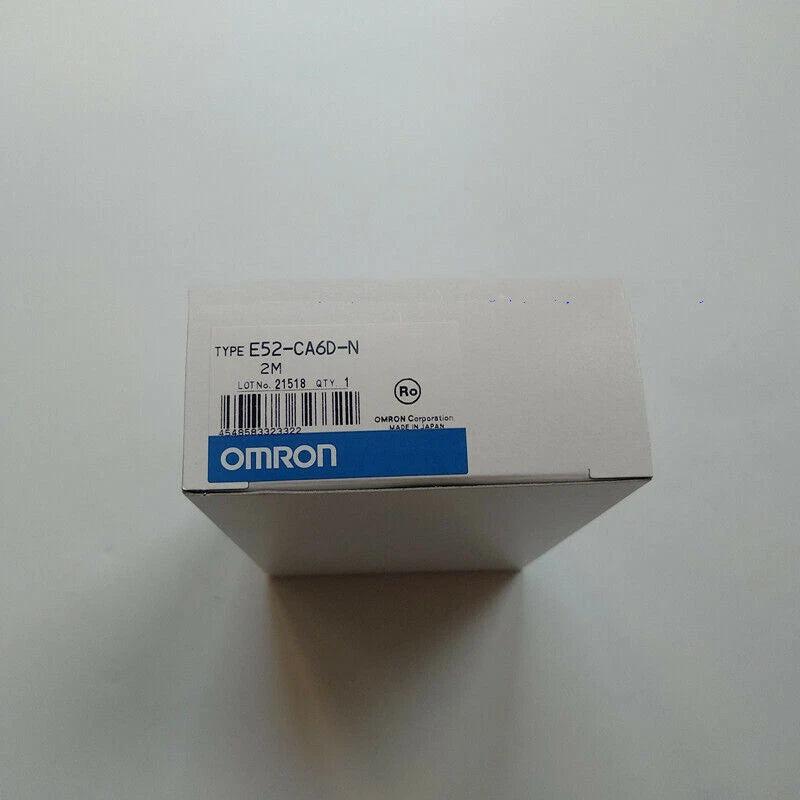 TYPE E52-CA6D-N
2M
LOT No. 21518 QTY. 1
4548583323322
Ro
OMRON Corporation
MADE IN JAPAN
OMRON